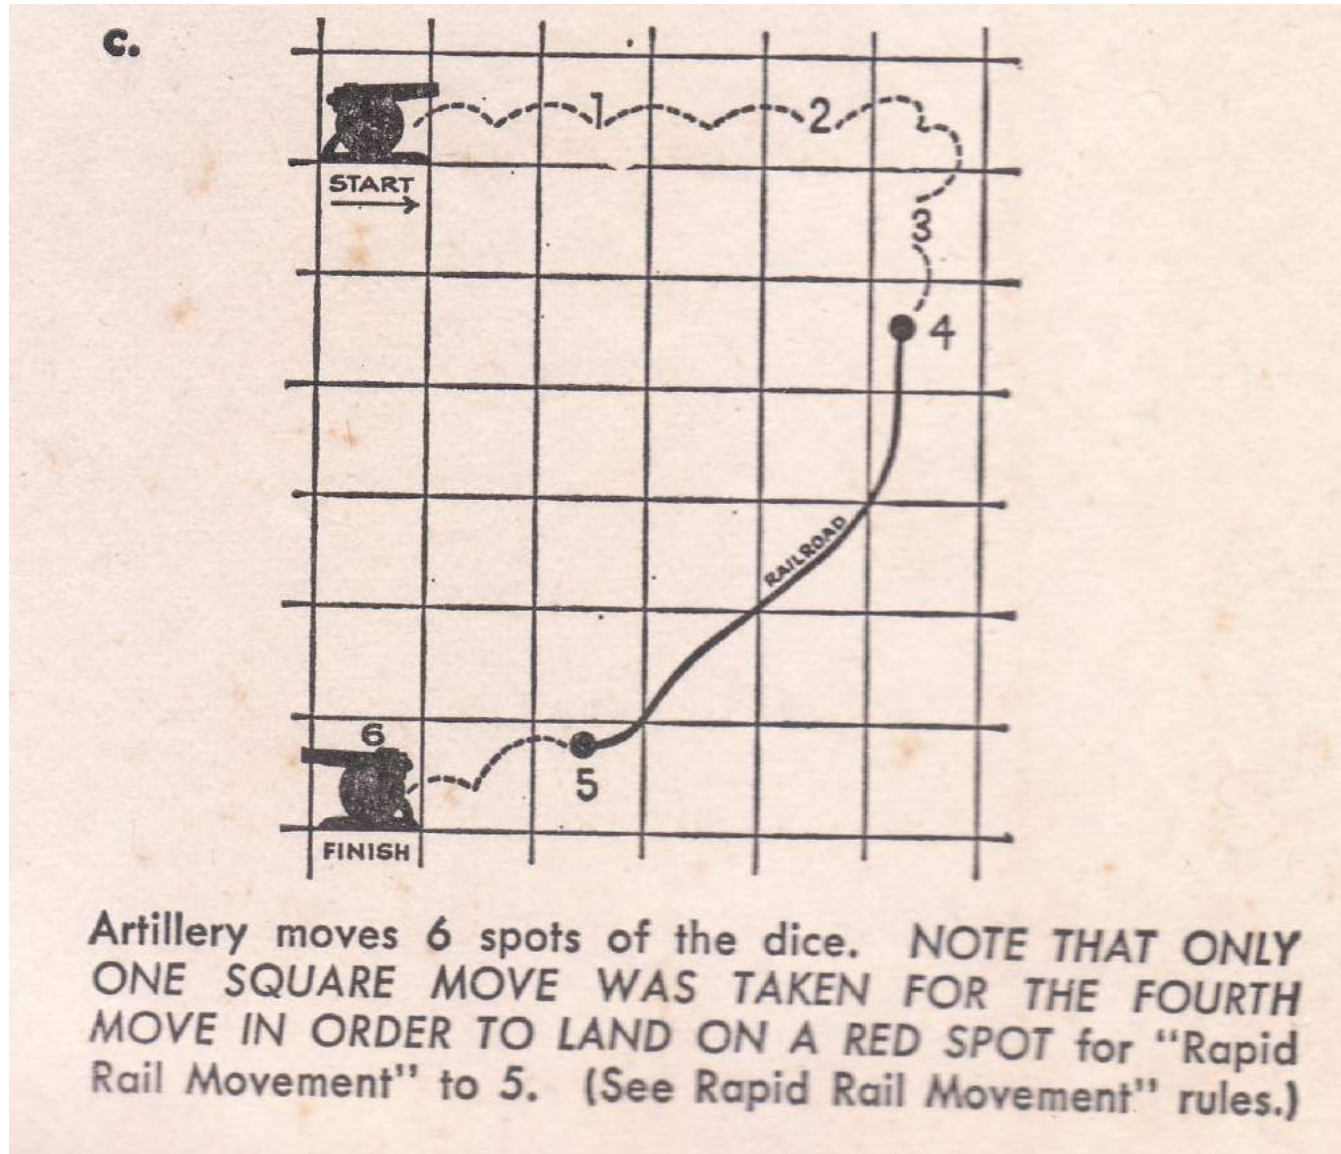 c.
1
2
START
3
4
RAILROAD
6
5
FINISH
Artillery moves 6 spots of the dice. NOTE THAT ONLY
ONE SQUARE MOVE WAS TAKEN FOR THE FOURTH
MOVE IN ORDER TO LAND ON A RED SPOT for "Rapid
Rail Movement" to 5. (See Rapid Rail Movement" rules.)